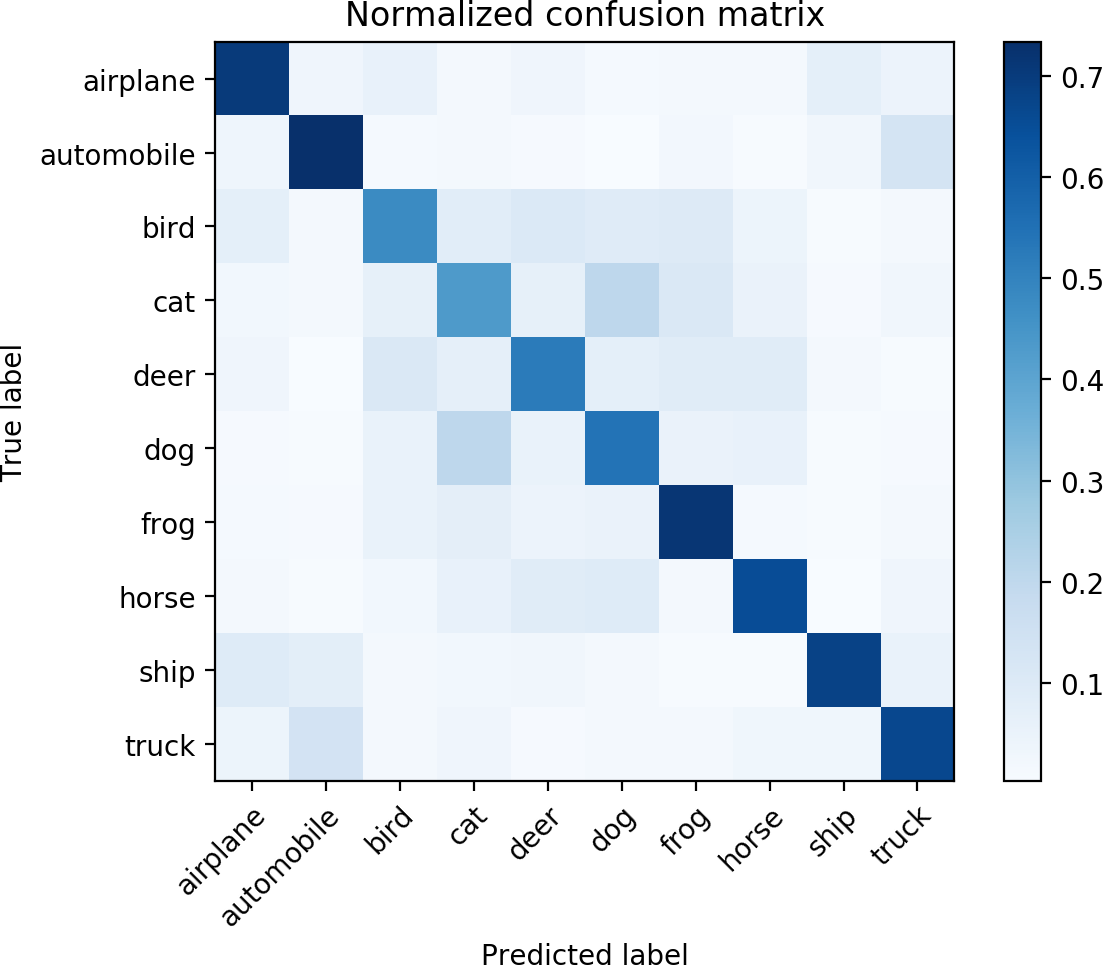 Normalized confusion matrix
True label
airplane
automobile
bird
cat
deer
dog
frog
horse
ship
truck
airplane
automobile
bird
cat
deer
dog
frog
horse
ship
truck
Predicted label
0.7
0.6
0.5
0.4
0.3
0.2
0.1